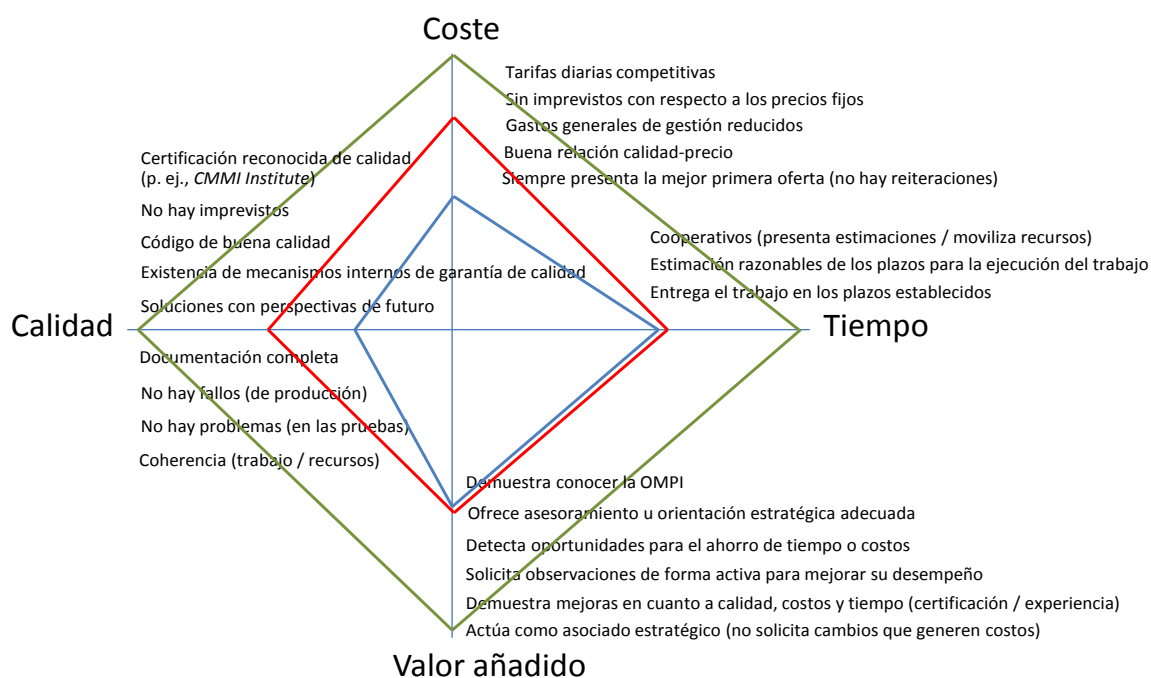 Coste
Tarifas diarias competitivas
Sin imprevistos con respecto a los precios fijos
Gastos generales de gestión reducidos
Buena relación calidad-precio
Siempre presenta la mejor primera oferta (no hay reiteraciones)
Certificación reconocida de calidad
(p. ej., CMMI Institute)
No hay imprevistos
Código de buena calidad
Existencia de mecanismos internos de garantía de calidad
Soluciones con perspectivas de futuro
Cooperativos (presenta estimaciones / moviliza recursos)
Estimación razonables de los plazos para la ejecución del trabajo
Entrega el trabajo en los plazos establecidos
Calidad
Tiempo
Documentación completa
No hay fallos (de producción)
No hay problemas (en las pruebas)
Coherencia (trabajo / recursos)
Demuestra conocer la OMPI
Ofrece asesoramiento u orientación estratégica adecuada
Detecta oportunidades para el ahorro de tiempo o costos
Solicita observaciones de forma activa para mejorar su desempeño
Demuestra mejoras en cuanto a calidad, costos y tiempo (certificación / experiencia)
Actúa como asociado estratégico (no solicita cambios que generen costos)
Valor añadido